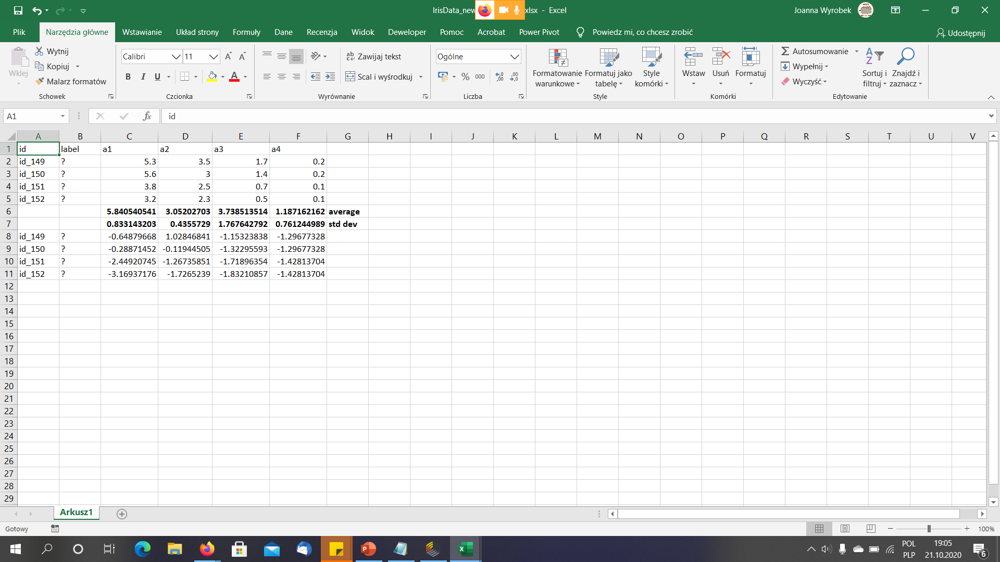 IrisData_new xlsx - Excel
Joanna Wyrobek
Plik Narzędzia główne Wstawianie Układ strony Formuły Dane Recenzja Widok Deweloper Pomoc Acrobat Power Pivot Powiedz mi, co chcesz zrobić Udostępnij
Wklej
Wytnij
Kopiuj
Malarz formatów
Schowek
Calibri 11
B I U
Czcionka
Zawijaj tekst
Scal i wyśrodkuj
Wyrównanie
Ogólne
% 000
Liczba
Formatowanie warunkowe
Formatuj jako tabelę
Style komórki
Style
Wstaw Usuń Formatuj
Komórki
Autosumowanie
Wypełnij
Wyczyść
Sortuj i filtruj
Znajdź i zaznacz
Edytowanie
A1 fx id
A B C D E F G H I J K L M N O P Q R S T U V
1 id label a1 a2 a3 a4
2 id_149 ? 5.3 3.5 1.7 0.2
3 id_150 ? 5.6 3 1.4 0.2
4 id_151 ? 3.8 2.5 0.7 0.1
5 id_152 ? 3.2 2.3 0.5 0.1
6 5.840540541 3.05202703 3.738513514 1.187162162 average
7 0.833143203 0.4355729 1.767642792 0.761244989 std dev
8 id_149 ? -0.64879668 1.02846841 -1.15323838 -1.29677328
9 id_150 ? -0.28871452 -0.11944505 -1.32295593 -1.29677328
10 id_151 ? -2.44920745 -1.26735851 -1.71896354 -1.42813704
11 id_152 ? -3.16937176 -1.7265239 -1.83210857 -1.42813704
12
13
14
15
16
17
18
19
20
21
22
23
24
25
26
27
28
29
Arkusz1
Gotowy
100%
POL
PLP
19:05
21.10.2020
6